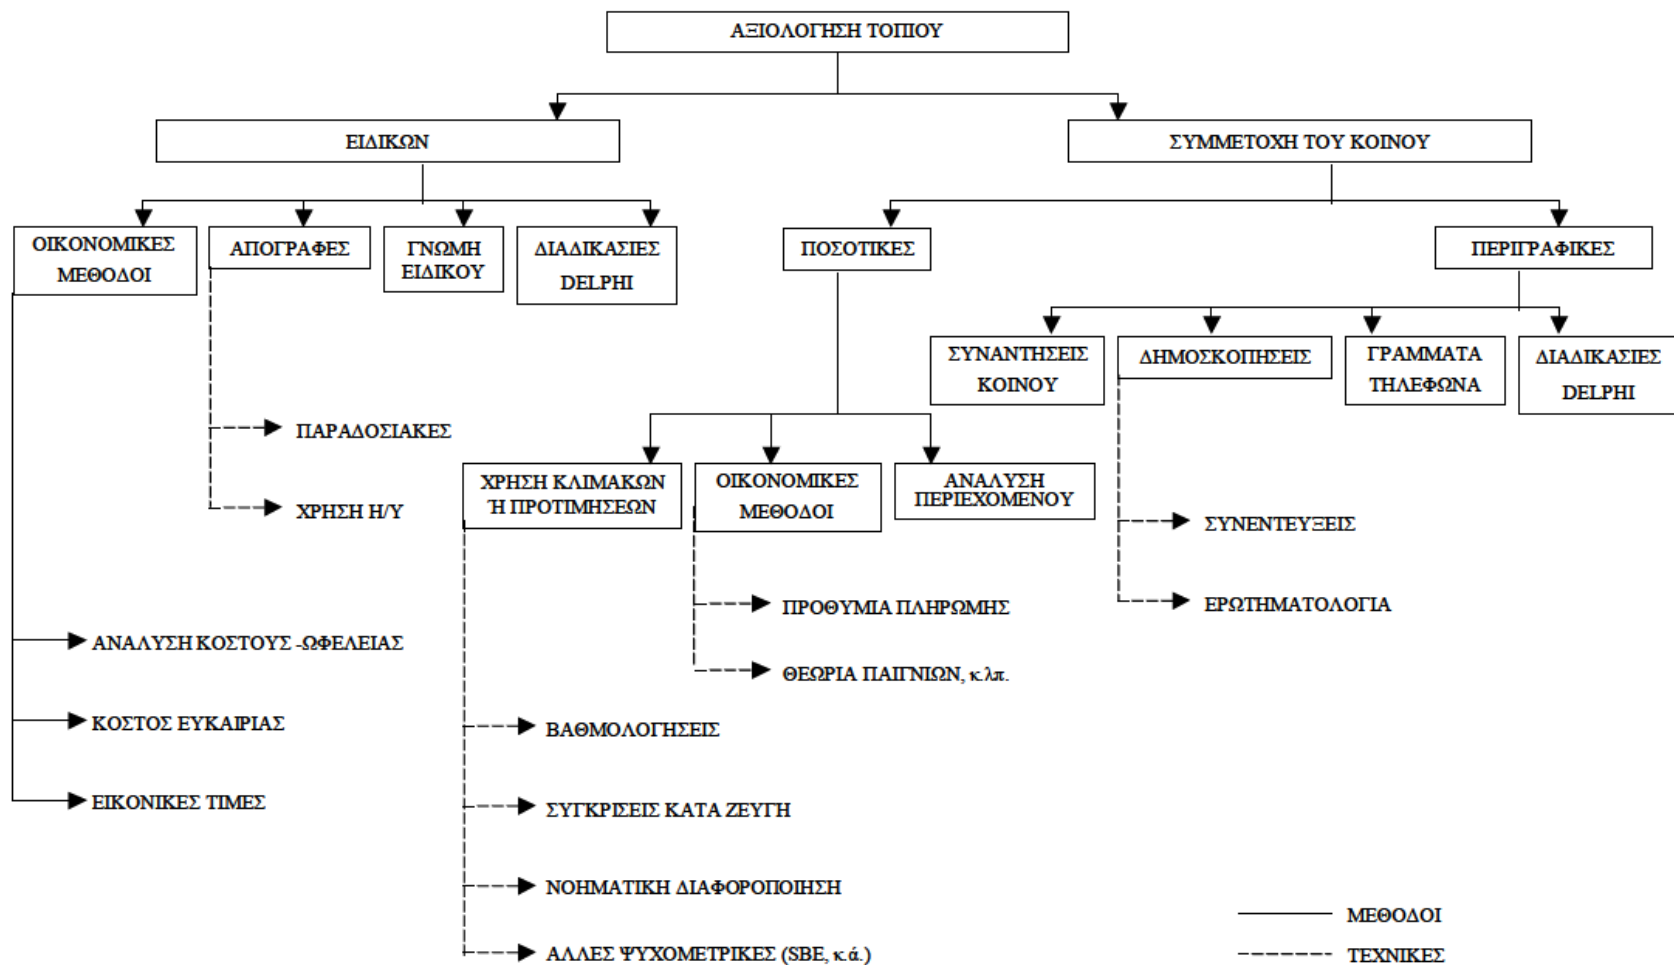 ΑΞΙΟΛΟΓΗΣΗ ΤΟΠΙΟΥ
ΕΙΔΙΚΩΝ
ΣΥΜΜΕΤΟΧΗ ΤΟΥ ΚΟΙΝΟΥ
ΟΙΚΟΝΟΜΙΚΕΣ
ΜΕΘΟΔΟΙ
ΑΠΟΓΡΑΦΕΣ
ΓΝΩΜΗ
ΕΙΔΙΚΟΥ
ΔΙΑΔΙΚΑΣΙΕΣ
DELPHI
ΠΟΣΟΤΙΚΕΣ
ΠΕΡΙΓΡΑΦΙΚΕΣ
ΣΥΝΑΝΤΗΣΕΙΣ
ΚΟΙΝΟΥ
ΔΗΜΟΣΚΟΠΗΣΕΙΣ
ΓΡΑΜΜΑΤΑ
ΤΗΛΕΦΩΝΑ
ΔΙΑΔΙΚΑΣΙΕΣ
DELPHI
ΠΑΡΑΔΟΣΙΑΚΕΣ
ΧΡΗΣΗ Η/Υ
ΧΡΗΣΗ ΚΛΙΜΑΚΩΝ
Ή ΠΡΟΤΙΜΗΣΕΩΝ
ΟΙΚΟΝΟΜΙΚΕΣ
ΜΕΘΟΔΟΙ
ΑΝΑΛΥΣΗ
ΠΕΡΙΕΧΟΜΕΝΟΥ
ΣΥΝΕΝΤΕΥΞΕΙΣ
ΕΡΩΤΗΜΑΤΟΛΟΓΙΑ
ΠΡΟΘΥΜΙΑ ΠΛΗΡΩΜΗΣ
ΘΕΩΡΙΑ ΠΑΙΓΝΙΩΝ, κ.λπ.
ΑΝΑΛΥΣΗ ΚΟΣΤΟΥΣ -ΩΦΕΛΕΙΑΣ
ΚΟΣΤΟΣ ΕΥΚΑΙΡΙΑΣ
ΕΙΚΟΝΙΚΕΣ ΤΙΜΕΣ
ΒΑΘΜΟΛΟΓΗΣΕΙΣ
ΣΥΓΚΡΙΣΕΙΣ ΚΑΤΑ ΖΕΥΓΗ
ΝΟΗΜΑΤΙΚΗ ΔΙΑΦΟΡΟΠΟΙΗΣΗ
ΑΛΛΕΣ ΨΥΧΟΜΕΤΡΙΚΕΣ (SBE, κ.ά.)
ΜΕΘΟΔΟΙ
ΤΕΧΝΙΚΕΣ